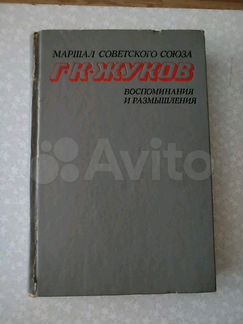 МАРШАЛ СОВЕТСКОГО СОЮЗА
Г·К·ЖУКОВ
ВОСПОМИНАНИЯ
И РАЗМЫШЛЕНИЯ
Avito